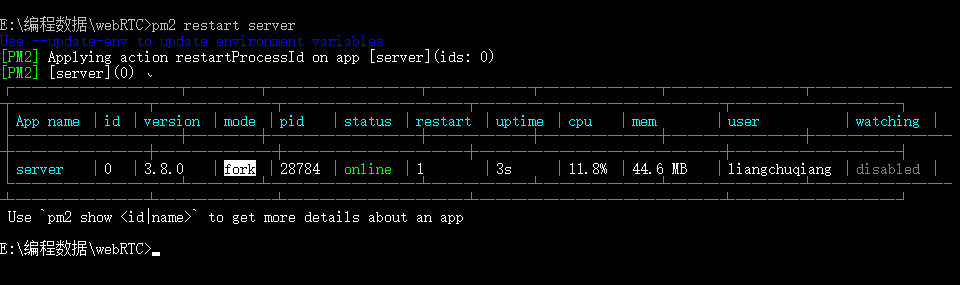 E:\编程数据\webRTC>pm2 restart server
Use --update-env to update environment variables
[PM2] Applying action restartProcessId on app [server](ids: 0)
[PM2] [server](0) 
App name │ id │ version │ mode │ pid │ status │ restart │ uptime │ cpu │ mem │ user │ watching │
server │ 0 │ 3.8.0 │ fork │ 28784 │ online │ 1 │ 3s │ 11.8% │ 44.6 MB │ liangchuqiang │ disabled │
Use `pm2 show <id|name>` to get more details about an app
E:\编程数据\webRTC>